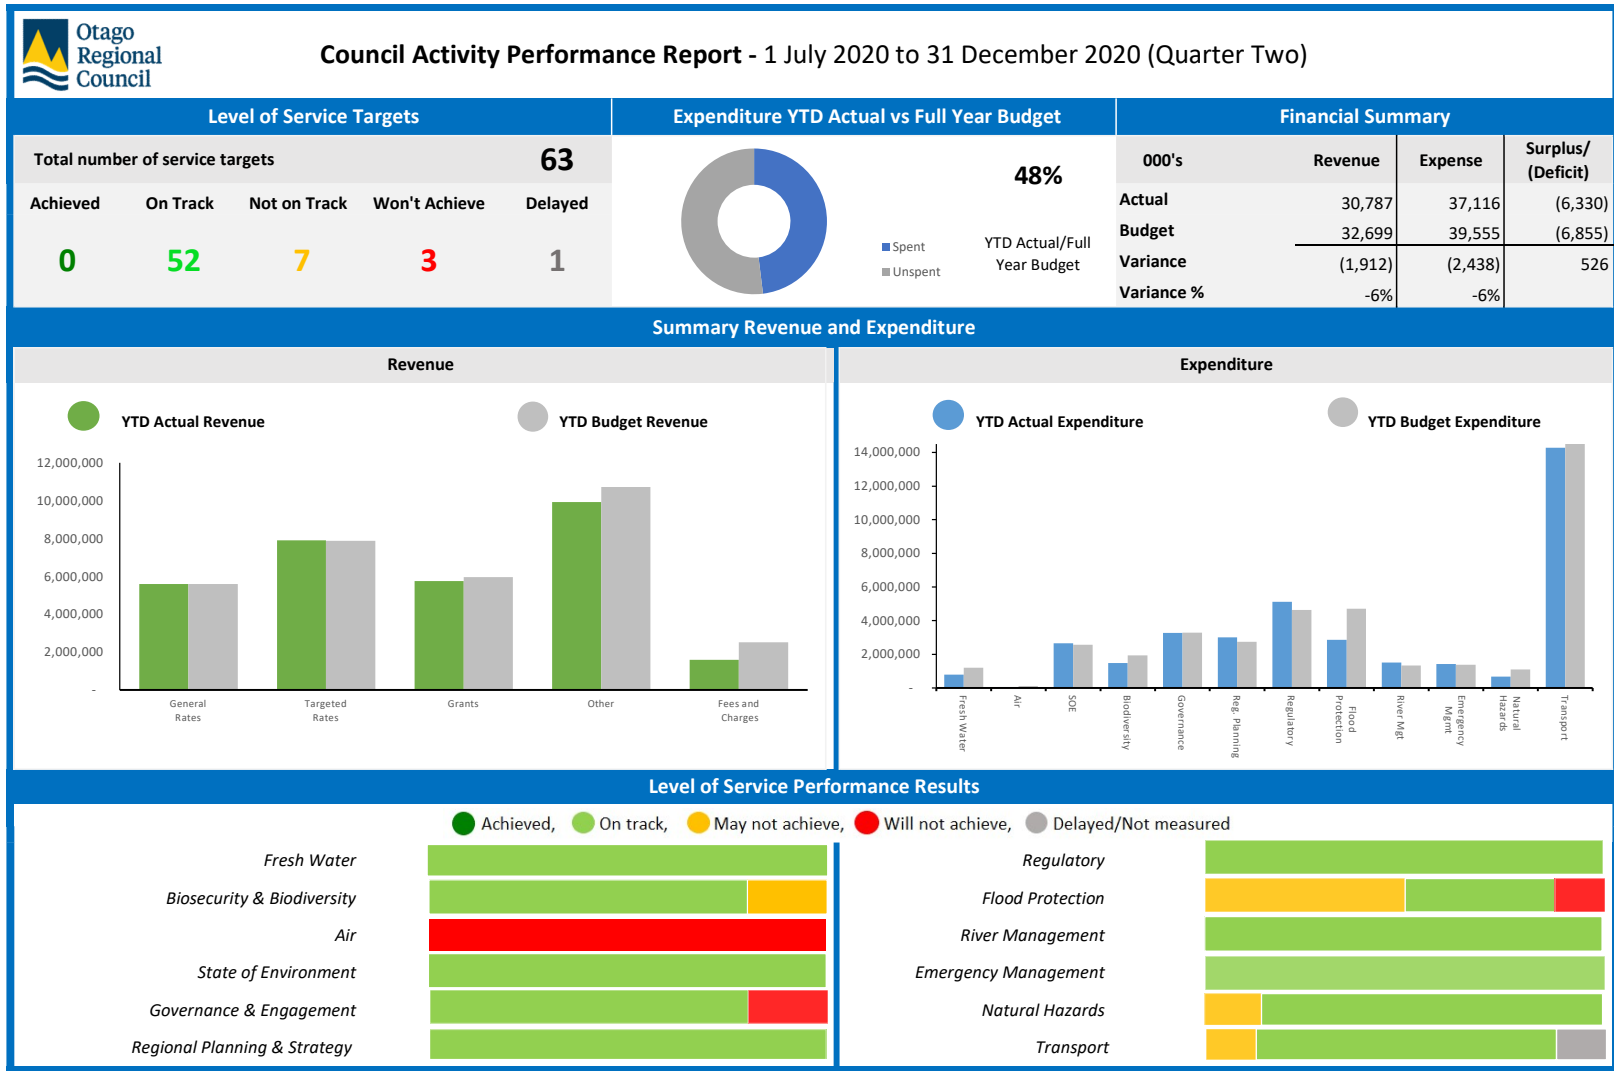 Otago
Regional
Council
Council Activity Performance Report - 1 July 2020 to 31 December 2020 (Quarter Two)
Level of Service Targets
Total number of service targets 63
Achieved On Track Not on Track Won't Achieve Delayed
0 52 7 3 1
Expenditure YTD Actual vs Full Year Budget
48%
Spent
Unspent
YTD Actual/Full
Year Budget
Financial Summary
000's Revenue Expense Surplus/
(Deficit)
Actual 30,787 37,116 (6,330)
Budget 32,699 39,555 (6,855)
Variance (1,912) (2,438) 526
Variance % -6% -6%
Summary Revenue and Expenditure
Revenue
YTD Actual Revenue YTD Budget Revenue
12,000,000
10,000,000
8,000,000
6,000,000
4,000,000
2,000,000
-
General
Rates
Targeted
Rates
Grants
Other
Fees and
Charges
Expenditure
YTD Actual Expenditure YTD Budget Expenditure
14,000,000
12,000,000
10,000,000
8,000,000
6,000,000
4,000,000
2,000,000
-
Fresh Water
Air
SOE
Biodiversity
Governance
Reg. Planning
Regulatory
Flood
Protection
River Mgt
Emergency
Mgmt
Natural
Hazards
Transport
Level of Service Performance Results
Achieved, On track, May not achieve, Will not achieve, Delayed/Not measured
Fresh Water
Biosecurity & Biodiversity
Air
State of Environment
Governance & Engagement
Regional Planning & Strategy
Regulatory
Flood Protection
River Management
Emergency Management
Natural Hazards
Transport